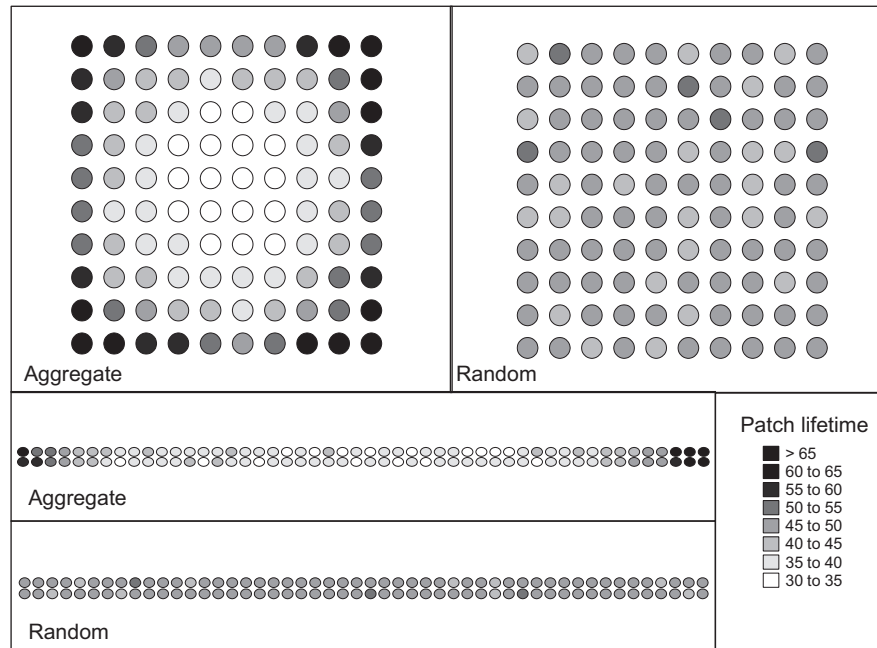 Aggregate
Random
Aggregate
Random
Patch lifetime
> 65
60 to 65
55 to 60
50 to 55
45 to 50
40 to 45
35 to 40
30 to 35